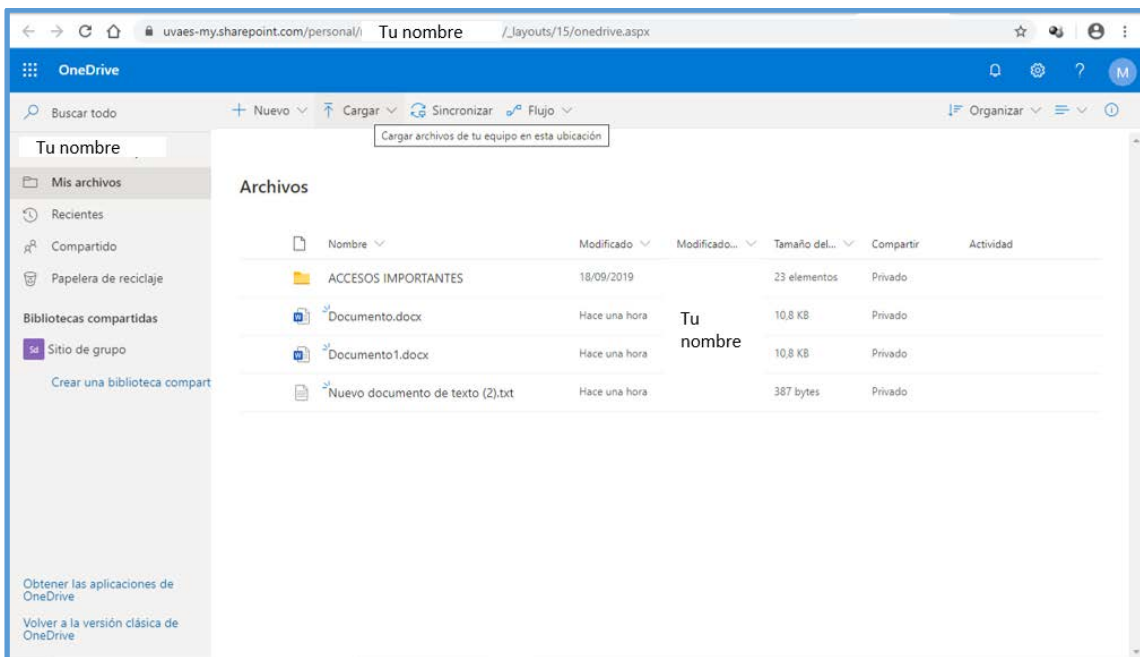 uvaes-my.sharepoint.com/personal/ Tu nombre /_layouts/15/onedrive.aspx
OneDrive
M
Buscar todo
Nuevo Cargar Sincronizar Flujo Organizar
Cargar archivos de tu equipo en esta ubicación
Tu nombre
Mis archivos
Recientes
Compartido
Papelera de reciclaje
Bibliotecas compartidas
Sd Sitio de grupo
Crear una biblioteca compart
Obtener las aplicaciones de
OneDrive
Volver a la versión clásica de
OneDrive
Archivos
Nombre Modificado Modificado... Tamaño del... Compartir Actividad
ACCESOS IMPORTANTES 18/09/2019 23 elementos Privado
Documento.docx Hace una hora 10,8 KB Privado
Tu
nombre
Documento1.docx Hace una hora 10,8 KB Privado
Nuevo documento de texto (2).txt Hace una hora 387 bytes Privado